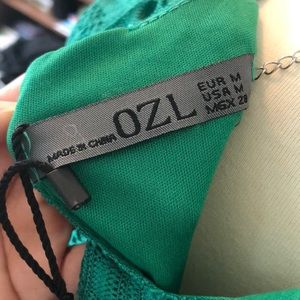 MADE IN CHINA
OZL
EUR M
USA M
MEX 28